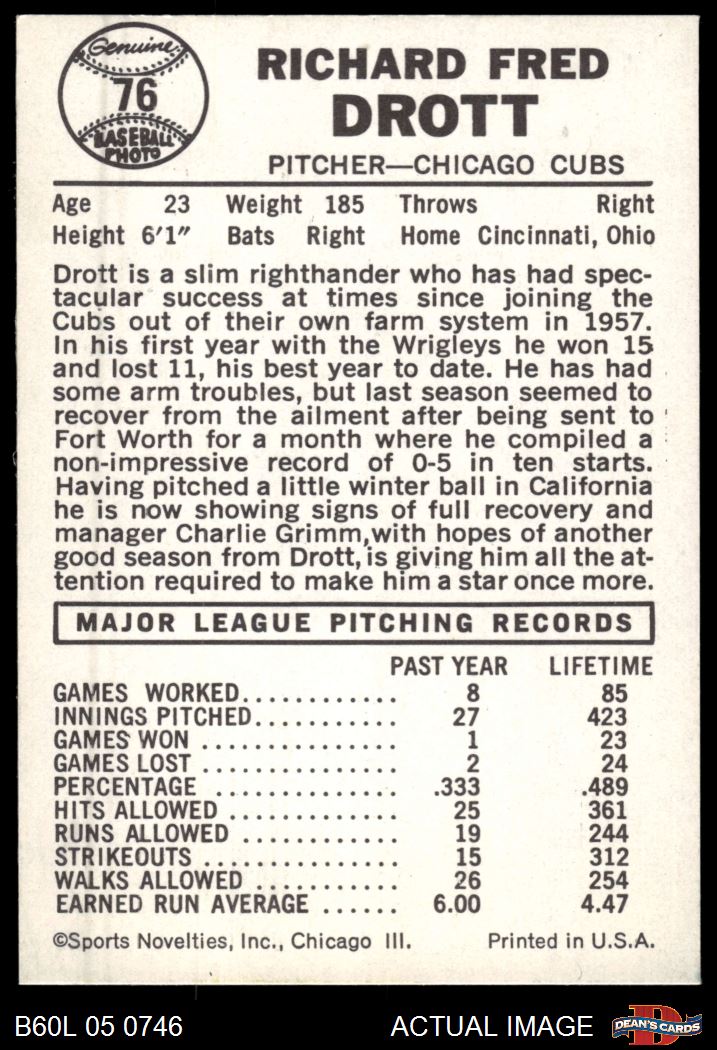 Genuine
76
BASEBALL
PHOTO
RICHARD FRED
DROTT
PITCHER—CHICAGO CUBS
Age 23 Weight 185 Throws Right
Height 6'1" Bats Right Home Cincinnati, Ohio
Drott is a slim righthander who has had spec-
tacular success at times since joining the
Cubs out of their own farm system in 1957.
In his first year with the Wrigleys he won 15
and lost 11, his best year to date. He has had
some arm troubles, but last season seemed to
recover from the ailment after being sent to
Fort Worth for a month where he compiled a
non-impressive record of 0-5 in ten starts.
Having pitched a little winter ball in California
he is now showing signs of full recovery and
manager Charlie Grimm,with hopes of another
good season from Drott, is giving him all the at-
tention required to make him a star once more.
MAJOR LEAGUE PITCHING RECORDS
PAST YEAR LIFETIME
GAMES WORKED............ 8 85
INNINGS PITCHED........... 27 423
GAMES WON ............... 1 23
GAMES LOST ............... 2 24
PERCENTAGE .............. .333 .489
HITS ALLOWED .............. 25 361
RUNS ALLOWED ............ 19 244
STRIKEOUTS ............... 15 312
WALKS ALLOWED ........... 26 254
EARNED RUN AVERAGE ...... 6.00 4.47
©Sports Novelties, Inc., Chicago Ill. Printed in U.S.A.
B60L 05 0746 ACTUAL IMAGE D DEAN'S CARDS